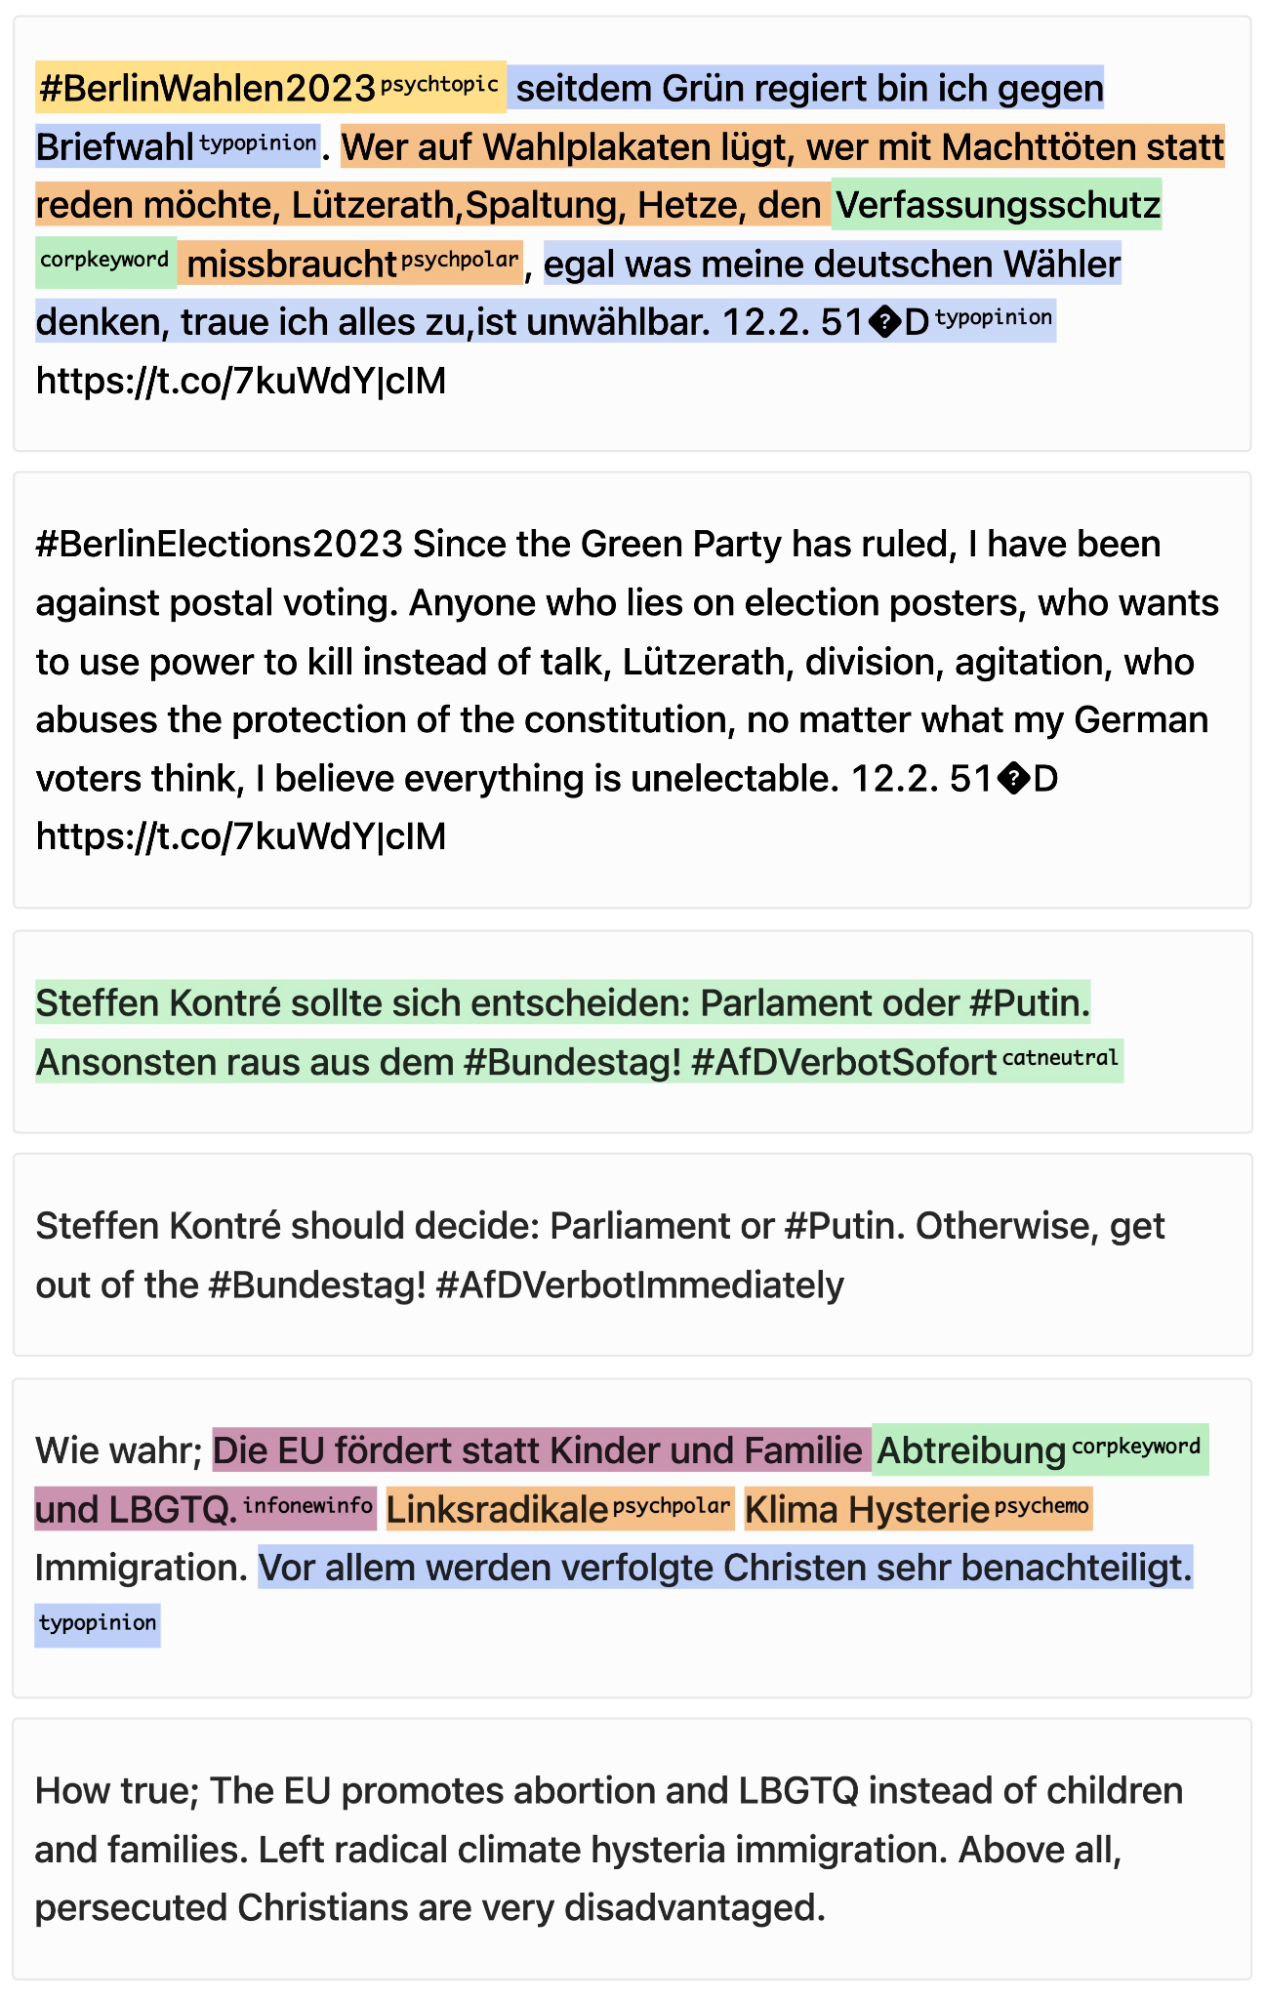 #BerlinWahlen2023 psychtopic seitdem Grün regiert bin ich gegen
Briefwahl typopinion. Wer auf Wahlplakaten lügt, wer mit Machttöten statt
reden möchte, Lützerath,Spaltung, Hetze, den Verfassungsschutz
corpkeyword missbraucht psychpolar, egal was meine deutschen Wähler
denken, traue ich alles zu,ist unwählbar. 12.2. 51�D typopinion
https://t.co/7kuWdY|cIM
#BerlinElections2023 Since the Green Party has ruled, I have been
against postal voting. Anyone who lies on election posters, who wants
to use power to kill instead of talk, Lützerath, division, agitation, who
abuses the protection of the constitution, no matter what my German
voters think, I believe everything is unelectable. 12.2. 51�D
https://t.co/7kuWdY|cIM
Steffen Kontré sollte sich entscheiden: Parlament oder #Putin.
Ansonsten raus aus dem #Bundestag! #AfDVerbotSofort catneutral
Steffen Kontré should decide: Parliament or #Putin. Otherwise, get
out of the #Bundestag! #AfDVerbotImmediately
Wie wahr; Die EU fördert statt Kinder und Familie Abtreibung corpkeyword
und LBGTQ. infonewinfo Linksradikale psychpolar Klima Hysterie psychemo
Immigration. Vor allem werden verfolgte Christen sehr benachteiligt.
typopinion
How true; The EU promotes abortion and LBGTQ instead of children
and families. Left radical climate hysteria immigration. Above all,
persecuted Christians are very disadvantaged.